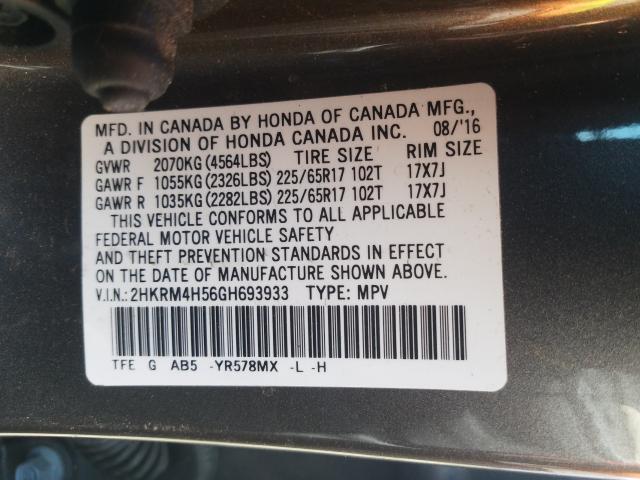 MFD. IN CANADA BY HONDA OF CANADA MFG.,
A DIVISION OF HONDA CANADA INC. 08/'16
GVWR 2070KG (4564LBS) TIRE SIZE RIM SIZE
GAWR F 1055KG (2326LBS) 225/65R17 102T 17X7J
GAWR R 1035KG (2282LBS) 225/65R17 102T 17X7J
THIS VEHICLE CONFORMS TO ALL APPLICABLE
FEDERAL MOTOR VEHICLE SAFETY
AND THEFT PREVENTION STANDARDS IN EFFECT
ON THE DATE OF MANUFACTURE SHOWN ABOVE.
V.I.N.: 2HKRM4H56GH693933 TYPE: MPV
TFE G AB5 -YR578MX -L -H